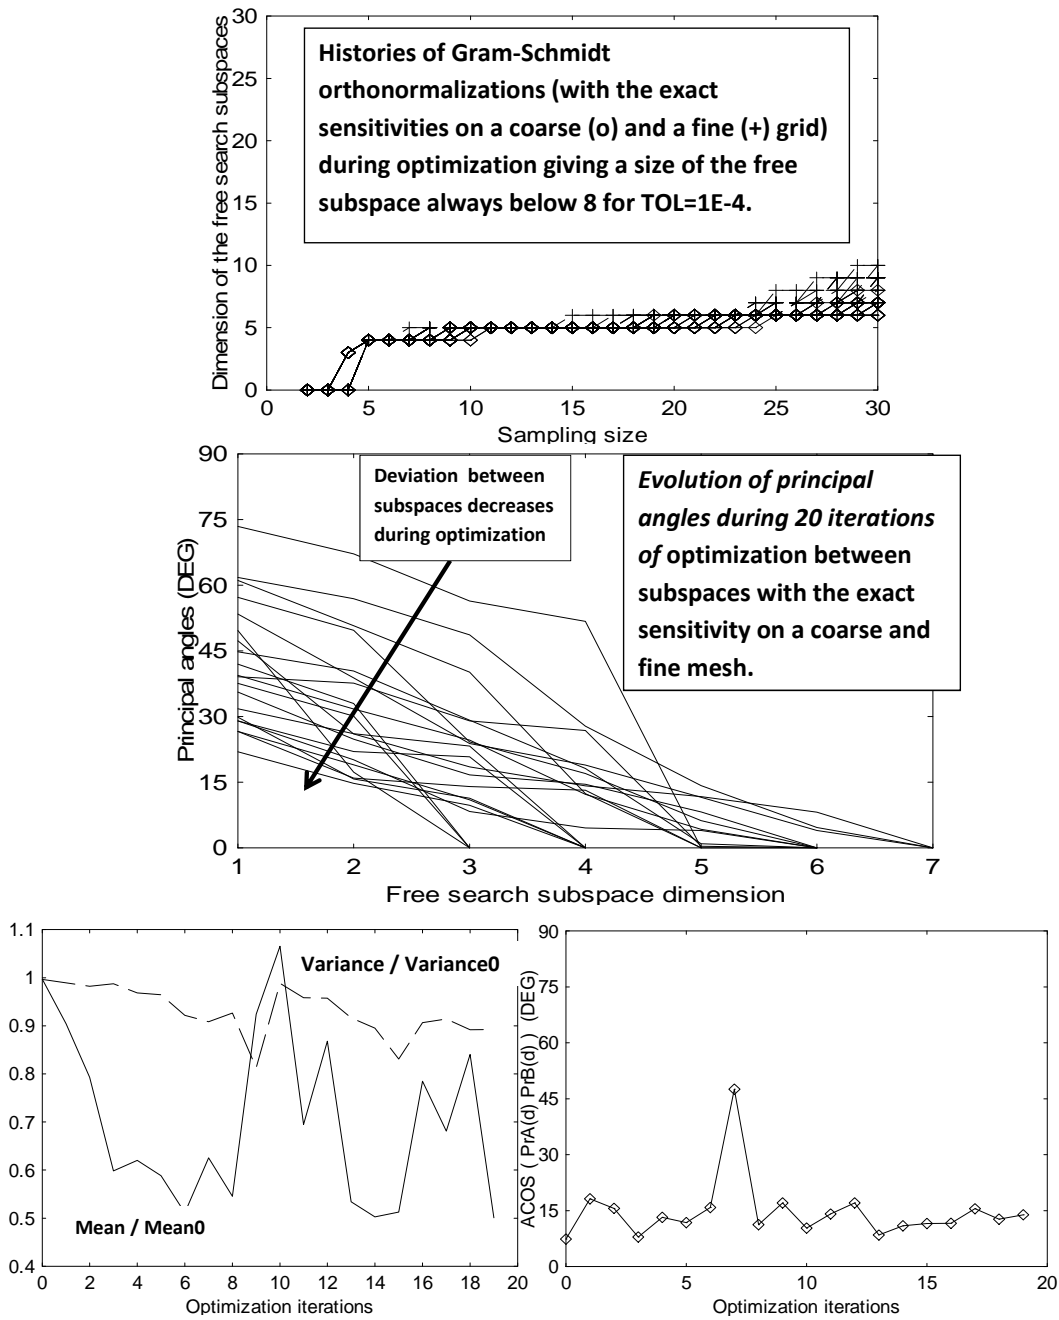 30
25
20
15
10
5
0
Dimension of the free search subspaces
Histories of Gram-Schmidt
orthonormalizations (with the exact
sensitivities on a coarse (o) and a fine (+) grid)
during optimization giving a size of the free
subspace always below 8 for TOL=1E-4.
0 5 10 15 20 25 30
Sampling size
90
75
60
45
30
15
0
Principal angles (DEG)
Deviation between
subspaces decreases
during optimization
Evolution of principal
angles during 20 iterations
of optimization between
subspaces with the exact
sensitivity on a coarse and
fine mesh.
1 2 3 4 5 6 7
Free search subspace dimension
1.1
1
0.9
0.8
0.7
0.6
0.5
0.4
Variance / Variance0
Mean / Mean0
0 2 4 6 8 10 12 14 16 18 20
Optimization iterations
90
75
60
45
30
15
0
ACOS ( PrA(d) PrB(d) ) (DEG)
0 5 10 15 20
Optimization iterations